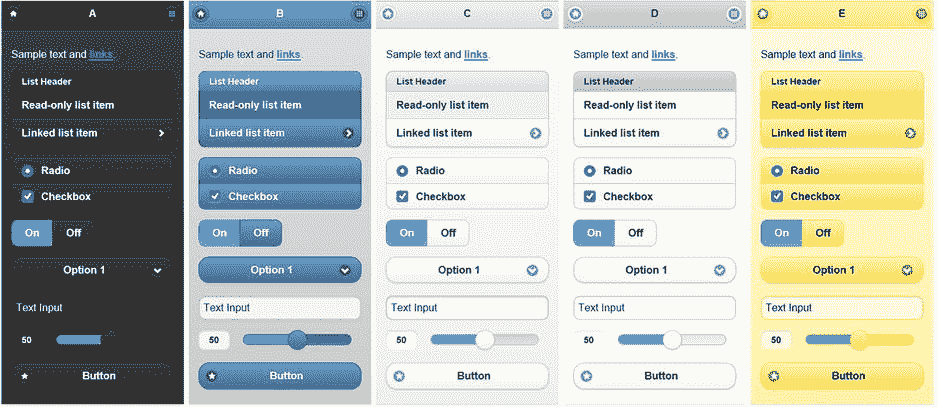 A
Sample text and links.
List Header
Read-only list item
Linked list item
Radio
Checkbox
On Off
Option 1
Text Input
50
Button
B
Sample text and links.
List Header
Read-only list item
Linked list item
Radio
Checkbox
On Off
Option 1
Text Input
50
Button
C
Sample text and links.
List Header
Read-only list item
Linked list item
Radio
Checkbox
On Off
Option 1
Text Input
50
Button
D
Sample text and links.
List Header
Read-only list item
Linked list item
Radio
Checkbox
On Off
Option 1
Text Input
50
Button
E
Sample text and links.
List Header
Read-only list item
Linked list item
Radio
Checkbox
On Off
Option 1
Text Input
50
Button